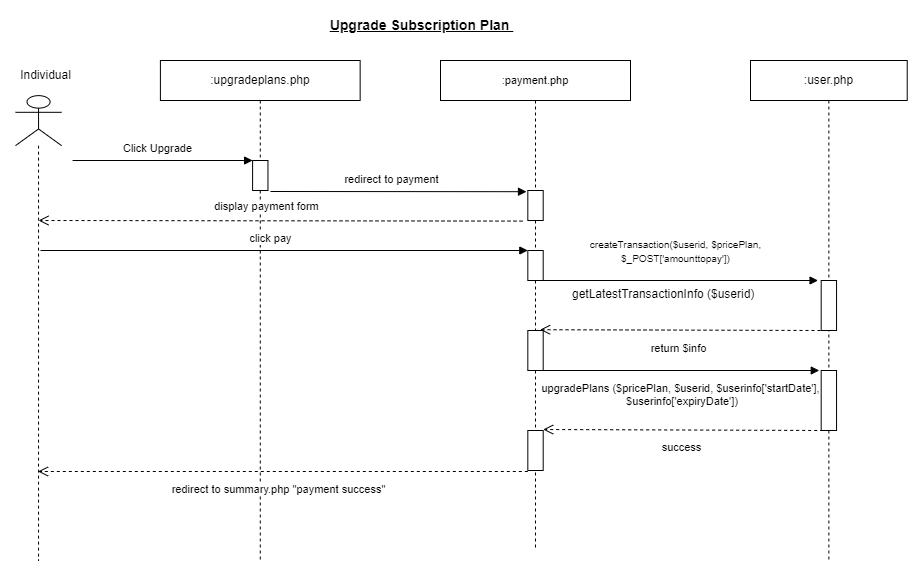 Upgrade Subscription Plan
Individual
:upgradeplans.php
:payment.php
:user.php
Click Upgrade
redirect to payment
display payment form
click pay
createTransaction($userid, $pricePlan,
$_POST['amounttopay'])
getLatestTransactionInfo ($userid)
return $info
upgradePlans ($pricePlan, $userid, $userinfo['startDate'],
$userinfo['expiryDate'])
success
redirect to summary.php "payment success"